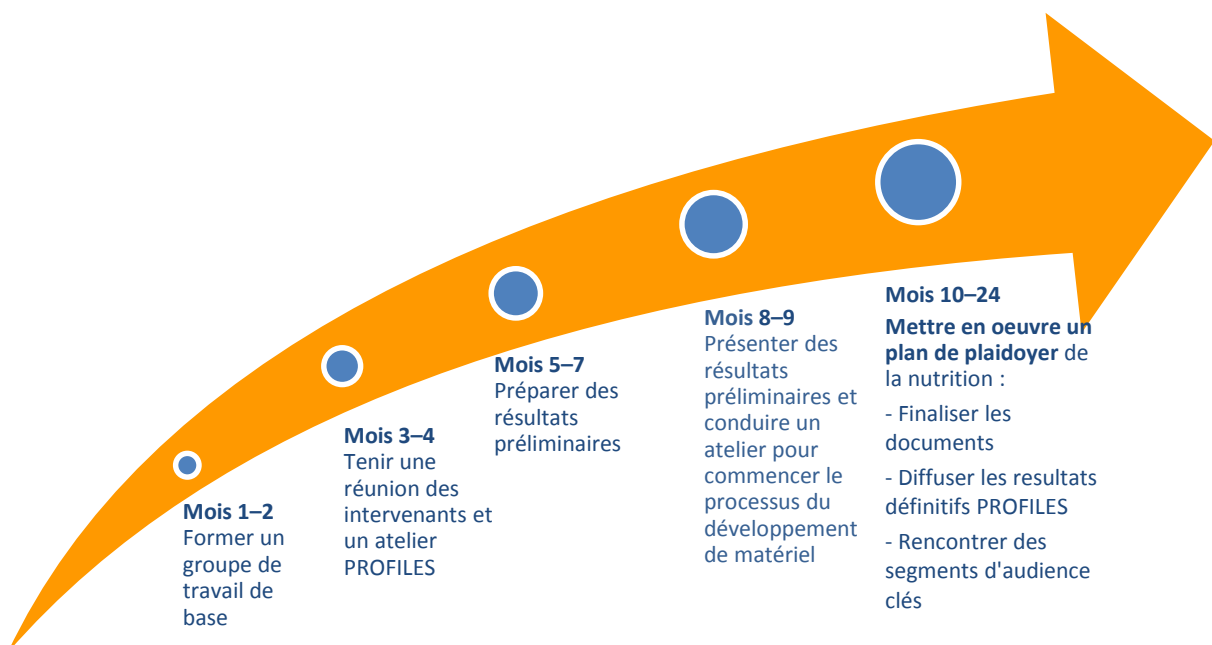 Mois 1–2
Former un
groupe de
travail de
base
Mois 3–4
Tenir une
réunion des
intervenants et
un atelier
PROFILES
Mois 5–7
Préparer des
résultats
préliminaires
Mois 8–9
Présenter des
résultats
préliminaires et
conduire un
atelier pour
commencer le
processus du
développement
de matériel
Mois 10–24
Mettre en oeuvre un
plan de plaidoyer de
la nutrition :
- Finaliser les
documents
- Diffuser les resultats
définitifs PROFILES
- Rencontrer des
segments d'audience
clés